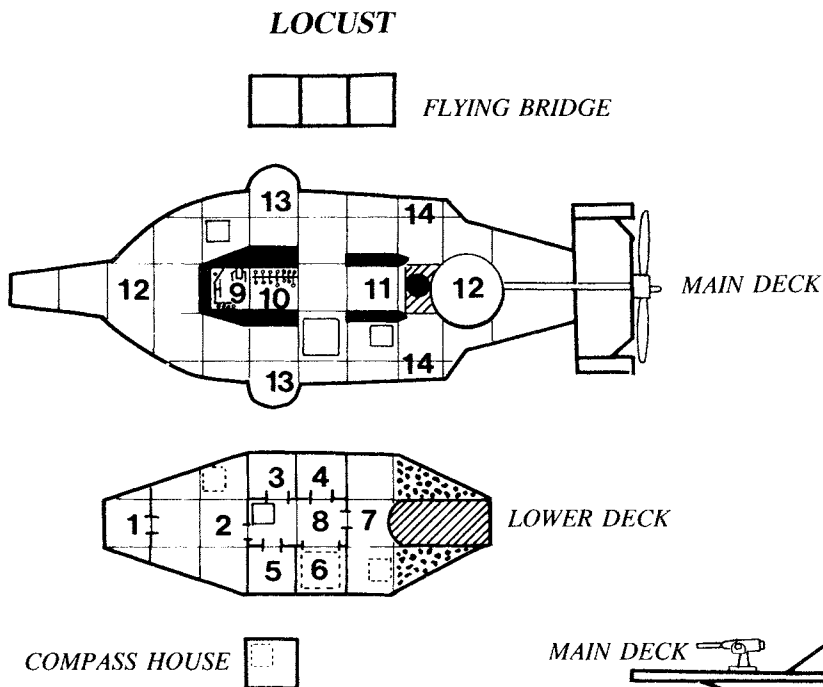 LOCUST
FLYING BRIDGE
13
14
12
9
10
11
12
MAIN DECK
13
14
3
4
1
2
8
7
LOWER DECK
5
6
COMPASS HOUSE
MAIN DECK